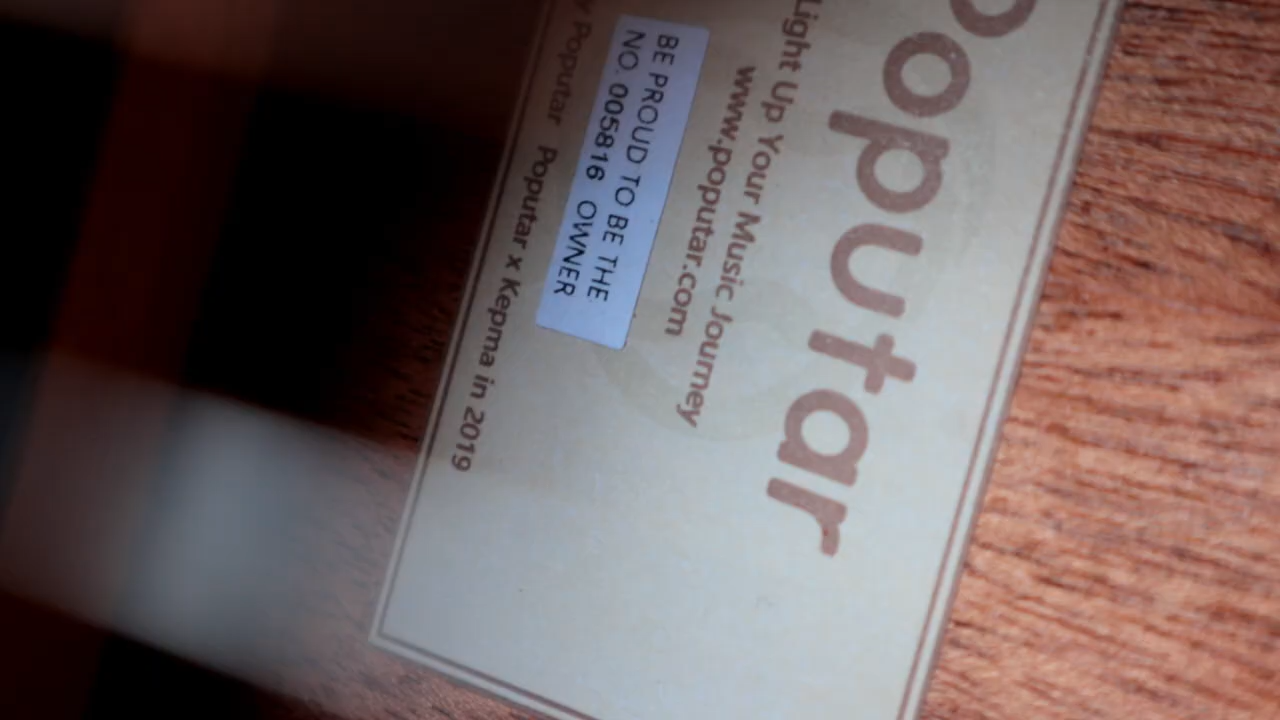 poputar
Light Up Your Music Journey
www.poputar.com
BE PROUD TO BE THE
NO. 005816 OWNER
Poputar Poputar x Kepma in 2019